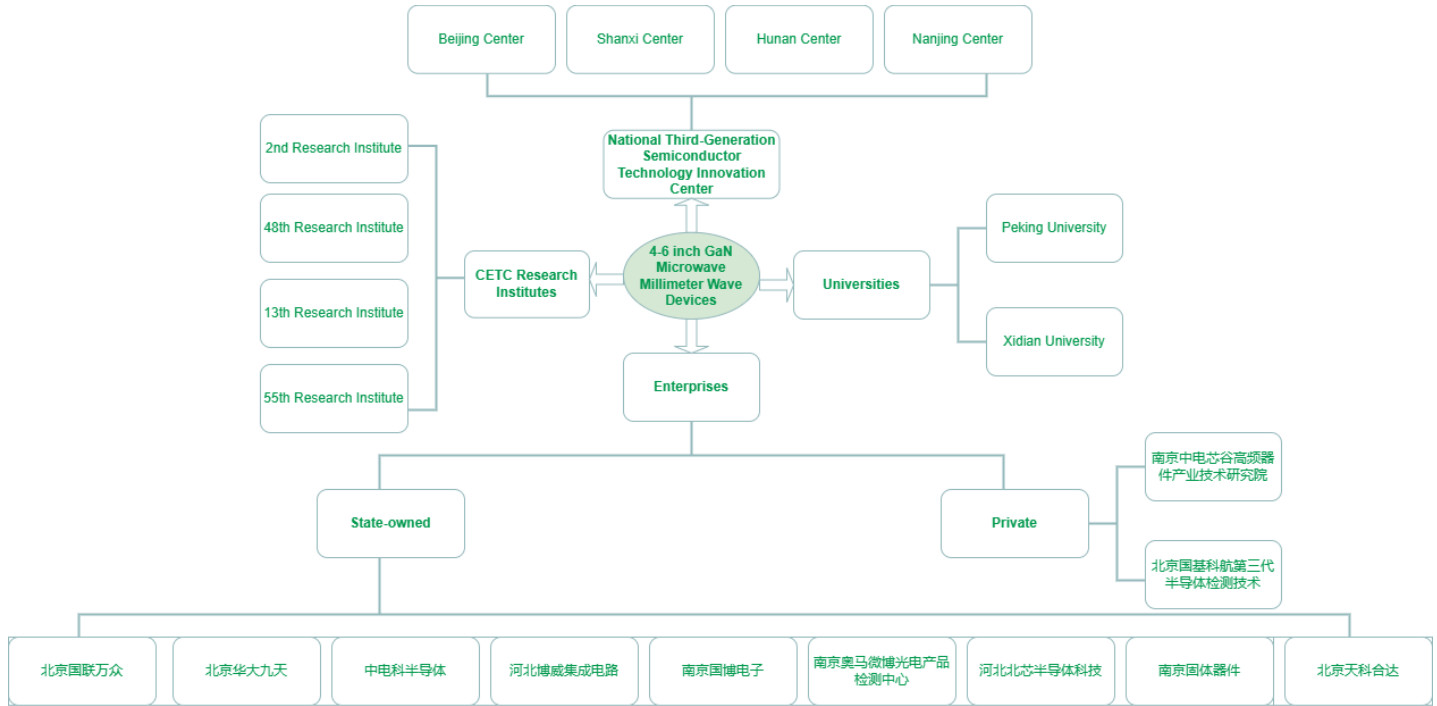 Beijing Center
Shanxi Center
Hunan Center
Nanjing Center
National Third-Generation
Semiconductor
Technology Innovation
Center
2nd Research Institute
48th Research Institute
13th Research Institute
55th Research Institute
CETC Research
Institutes
4-6 inch GaN
Microwave
Millimeter Wave
Devices
Universities
Peking University
Xidian University
Enterprises
State-owned
Private
南京中电芯谷高频器
件产业技术研究院
北京国基科航第三代
半导体检测技术
北京国联万众
北京华大九天
中电科半导体
河北博威集成电路
南京国博电子
南京奥马微博光电产品
检测中心
河北北芯半导体科技
南京固体器件
北京天科合达